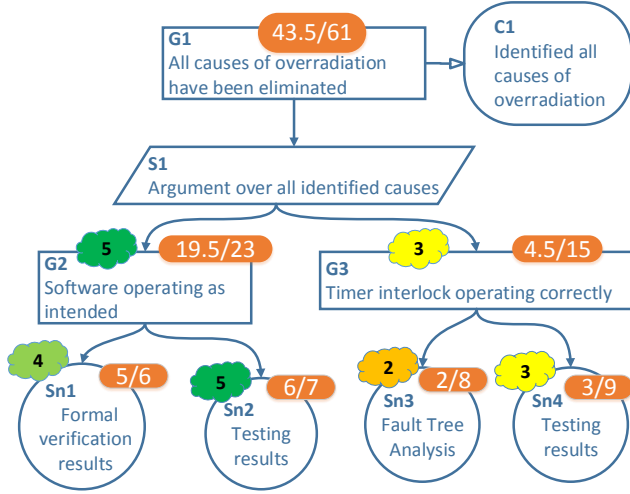 43.5/61
G1
All causes of overradiation
have been eliminated
C1
Identified all
causes of
overradiation
S1
Argument over all identified causes
5
19.5/23
G2
Software operating as
intended
3
4.5/15
G3
Timer interlock operating correctly
4
5/6
Sn1
Formal
verification
results
5
6/7
Sn2
Testing
results
2
2/8
Sn3
Fault Tree
Analysis
3
3/9
Sn4
Testing
results